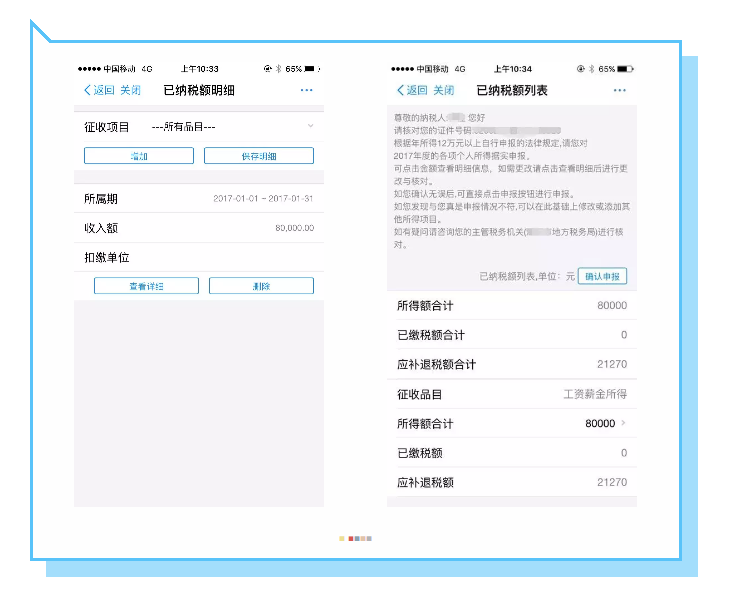 中国移动 4G 上午10:33 65%
返回 关闭 已纳税额明细
征收项目 ---所有品目---
增加 保存明细
所属期 2017-01-01 - 2017-01-31
收入额 80,000.00
扣缴单位
查看详细 删除
中国移动 4G 上午10:34 65%
返回 关闭 已纳税额列表
尊敬的纳税人: 您好
请核对您的证件号码:
根据年所得12万元以上自行申报的法律规定,请您对
2017年度的各项个人所得据实申报。
可点击金额查看明细信息，如需更改请点击查看明细后进行更
改与核对。
如您确认无误后,可直接点击申报按钮进行申报。
如您发现与您真是申报情况不符,可以在此基础上修改或添加其
他所得项目。
如有疑问请咨询您的主管税务机关( 地方税务局)进行核
对。
已纳税额列表,单位：元 确认申报
所得额合计 80000
已缴税额合计 0
应补退税额合计 21270
征收品目 工资薪金所得
所得额合计 80000
已缴税额 0
应补退税额 21270